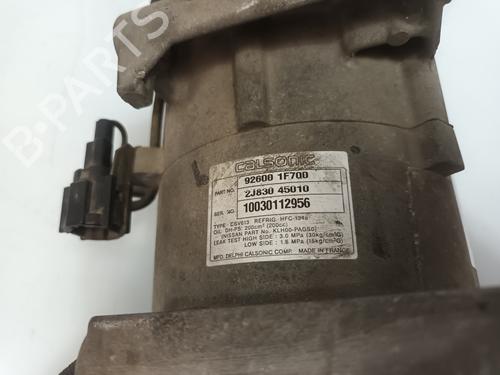 B-PARTS
calsonic
92600 1F700
PART NO. 2J830 45010
SERIAL NO. 10030112956
TYPE : CSV613 REFRIG. HFC-134a
OIL : DH-PS: 200cm³ (200cc)
(NISSAN PART No.: KLH00-PAGS0)
LEAK TEST HIGH SIDE : 3.0 MPa (30kg/cm²G)
LOW SIDE : 1.5 MPa (15kg/cm²G)
MFD. DELPHI CALSONIC COMP. MADE IN FRANCE